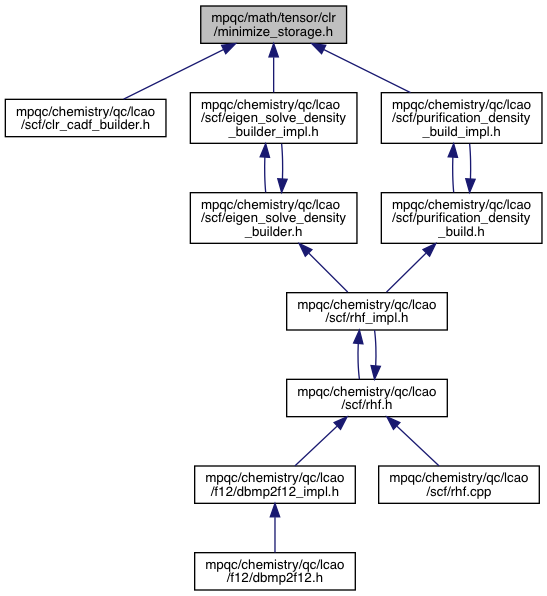 mpqc/math/tensor/clr
/minimize_storage.h
mpqc/chemistry/qc/lcao
/scf/clr_cadf_builder.h
mpqc/chemistry/qc/lcao
/scf/eigen_solve_density
_builder_impl.h
mpqc/chemistry/qc/lcao
/scf/purification_density
_build_impl.h
mpqc/chemistry/qc/lcao
/scf/eigen_solve_density
_builder.h
mpqc/chemistry/qc/lcao
/scf/purification_density
_build.h
mpqc/chemistry/qc/lcao
/scf/rhf_impl.h
mpqc/chemistry/qc/lcao
/scf/rhf.h
mpqc/chemistry/qc/lcao
/f12/dbmp2f12_impl.h
mpqc/chemistry/qc/lcao
/scf/rhf.cpp
mpqc/chemistry/qc/lcao
/f12/dbmp2f12.h